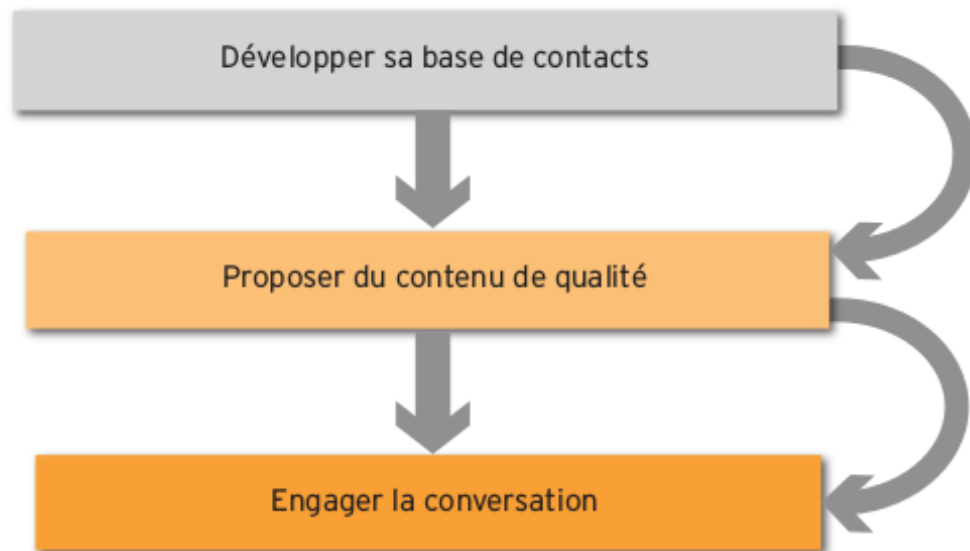 Développer sa base de contacts
Proposer du contenu de qualité
Engager la conversation